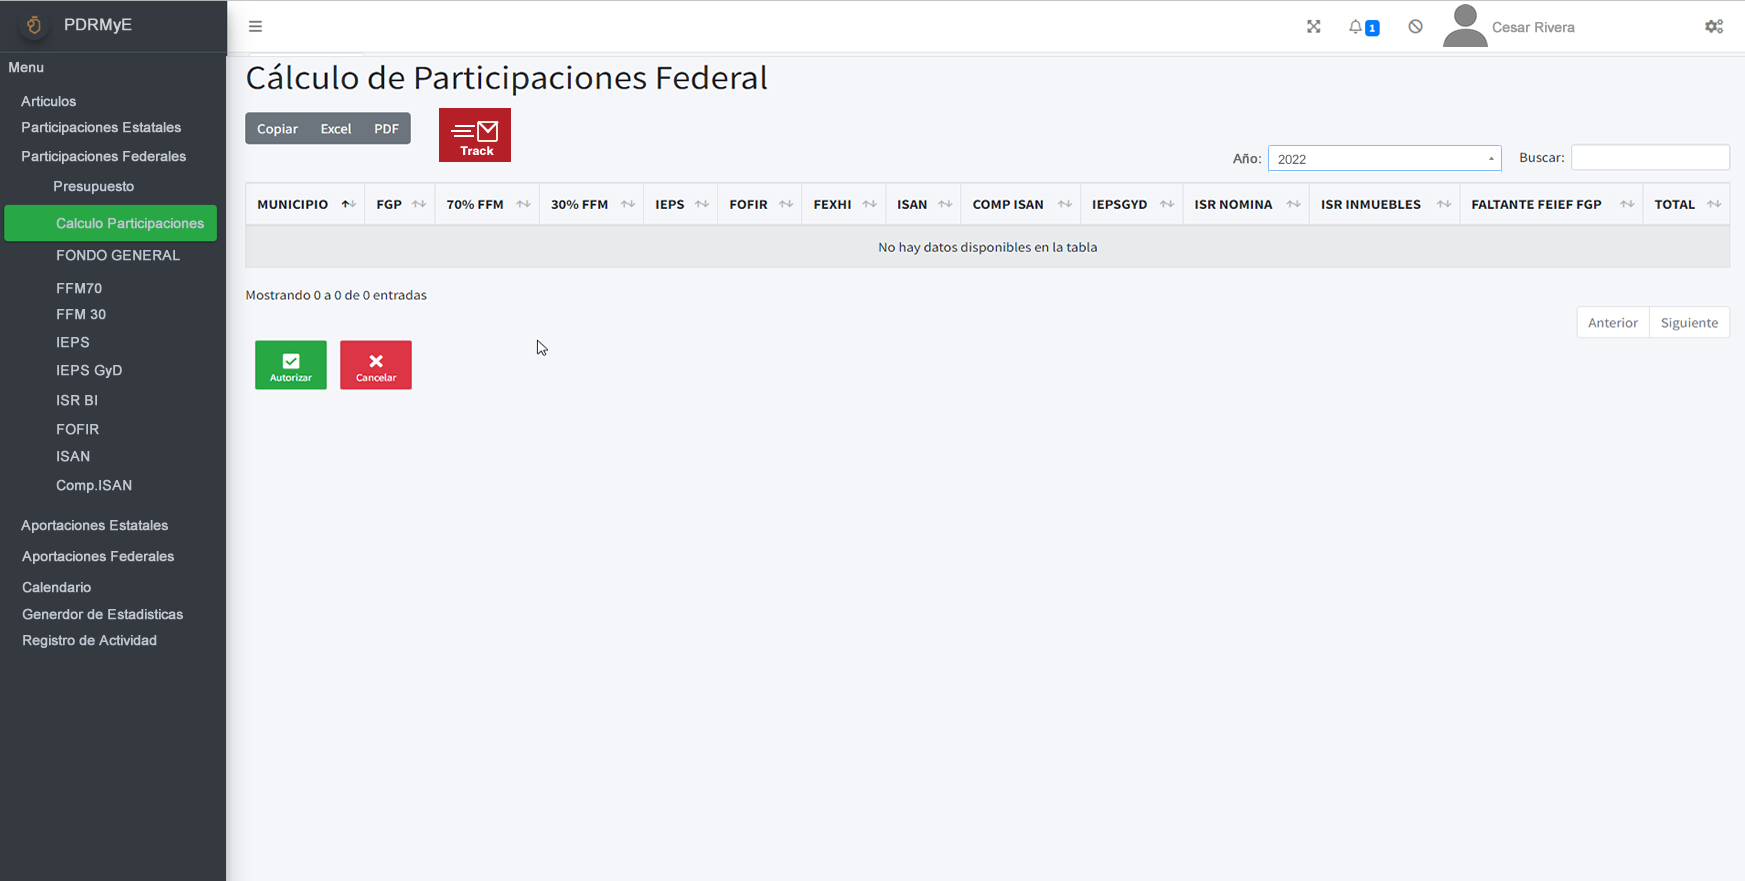 PDRMyE
1
Cesar Rivera
Menu
Articulos
Participaciones Estatales
Participaciones Federales
Presupuesto
Calculo Participaciones
FONDO GENERAL
FFM70
FFM 30
IEPS
IEPS GyD
ISR BI
FOFIR
ISAN
Comp.ISAN
Aportaciones Estatales
Aportaciones Federales
Calendario
Generdor de Estadisticas
Registro de Actividad
Cálculo de Participaciones Federal
Copiar Excel PDF
Track
Año: 2022 Buscar:
MUNICIPIO FGP 70% FFM 30% FFM IEPS FOFIR FEXHI ISAN COMP ISAN IEPSGYD ISR NOMINA ISR INMUEBLES FALTANTE FEIEF FGP TOTAL
No hay datos disponibles en la tabla
Mostrando 0 a 0 de 0 entradas
Anterior Siguiente
Autorizar Cancelar